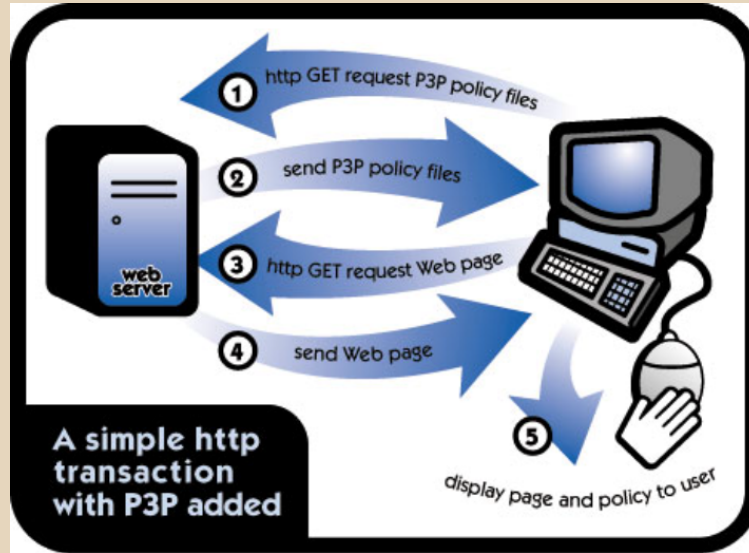 1 http GET request P3P policy files
2 send P3P policy files
3 http GET request Web page
4 send Web page
5
display page and policy to user
web
server
A simple http
transaction
with P3P added